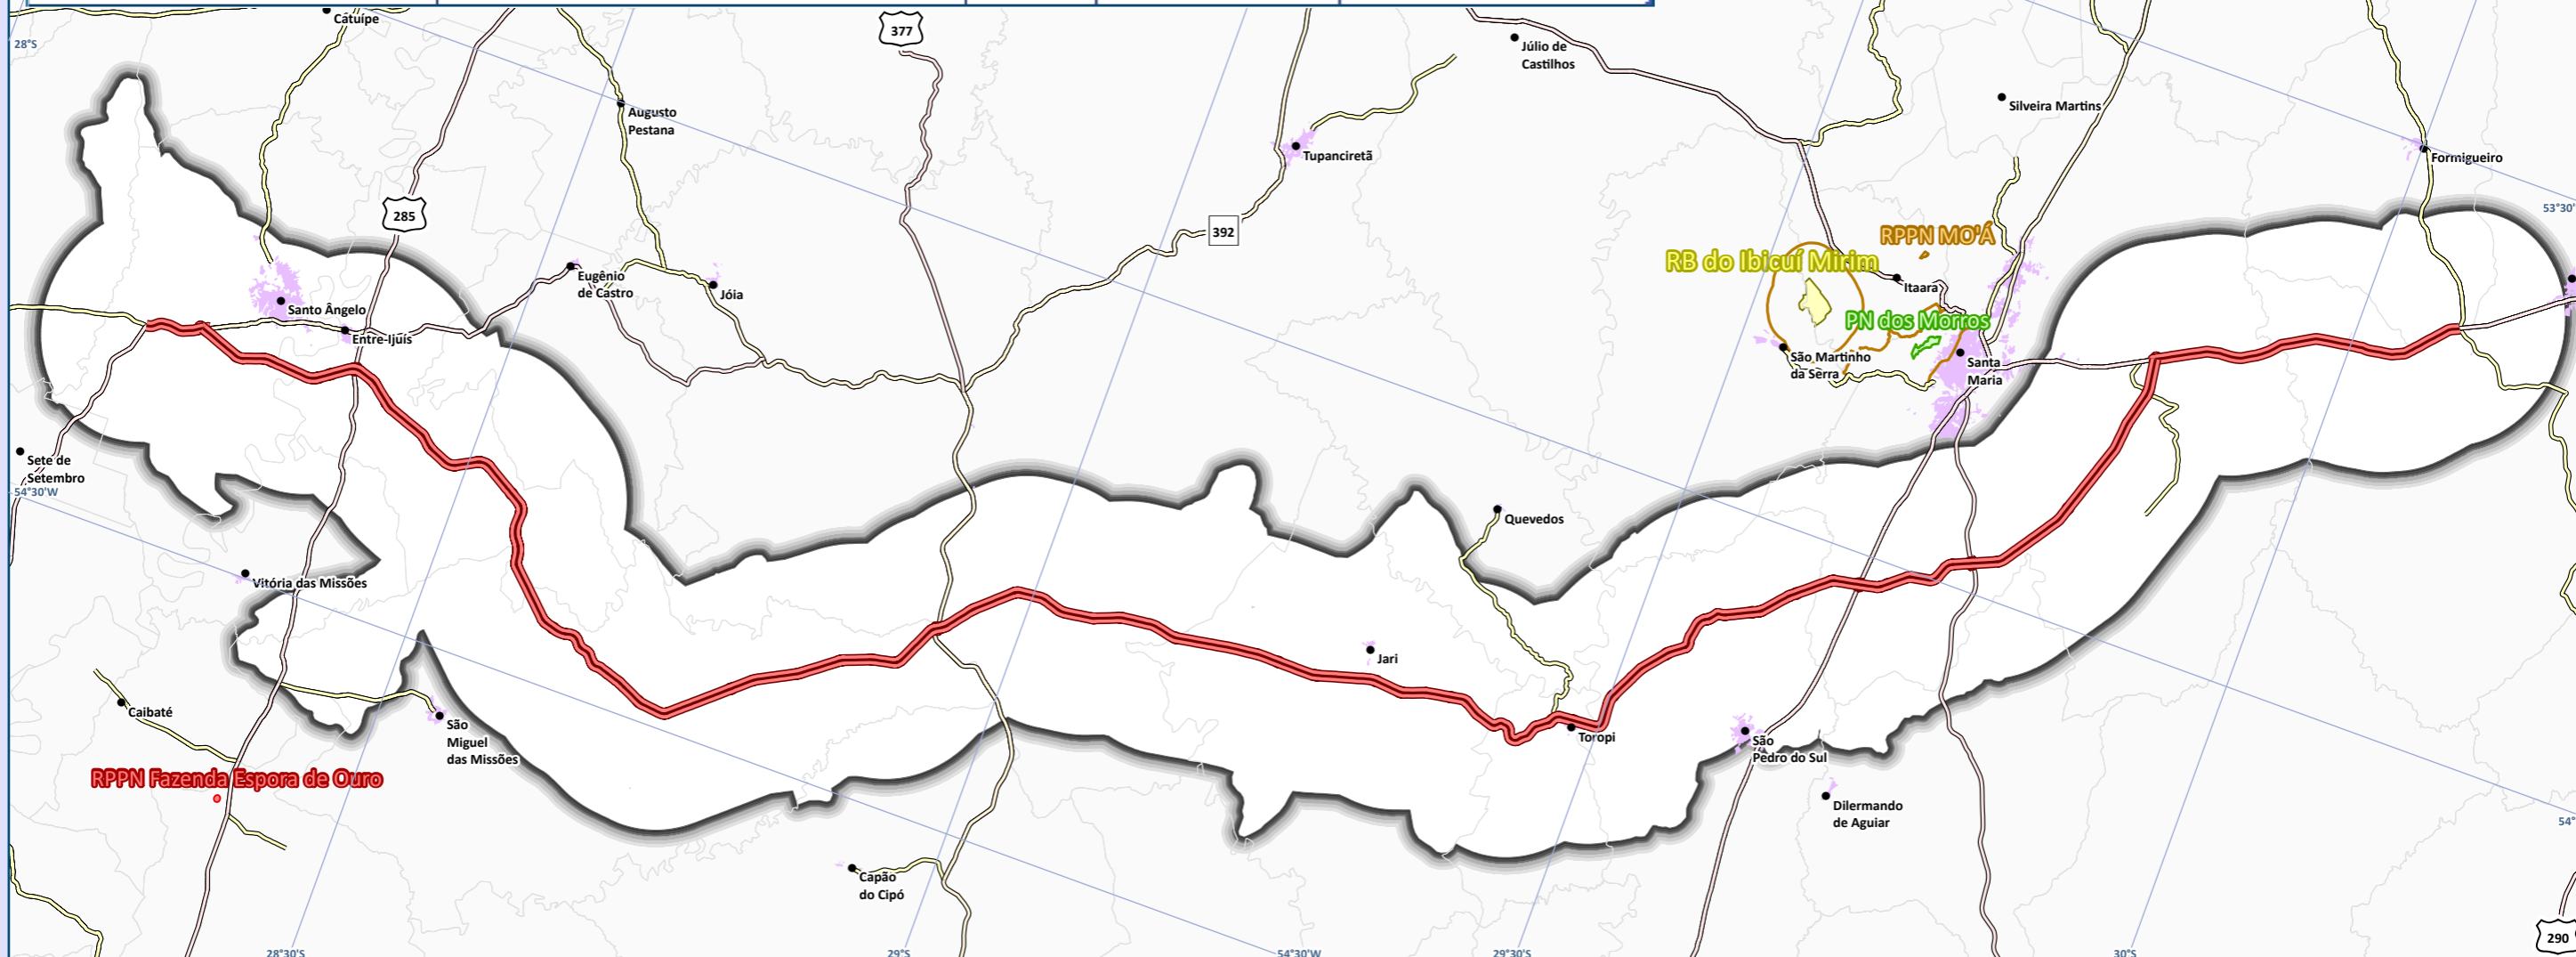 Catuípe
28°S
377
Júlio de
Castilhos
Augusto
Pestana
Silveira Martins
Tupanciretã
Formigueiro
285
392
53°30'
RPPN MO'Á
RB do Ibicuí Mirim
Eugênio
de Castro
Jóia
Itaara
Santo Ângelo
PN dos Morros
Entre-Ijuís
São Martinho
da Serra
Santa
Maria
Sete de
Setembro
54°30'W
Quevedos
Vitória das Missões
Jari
Caibaté
São
Miguel
das Missões
Toropi
São
Pedro do Sul
RPPN Fazenda Espora de Ouro
Dilermando
de Aguiar
54°
Capão
do Cipó
290
28°30'S
29°S
54°30'W
29°30'S
30°S